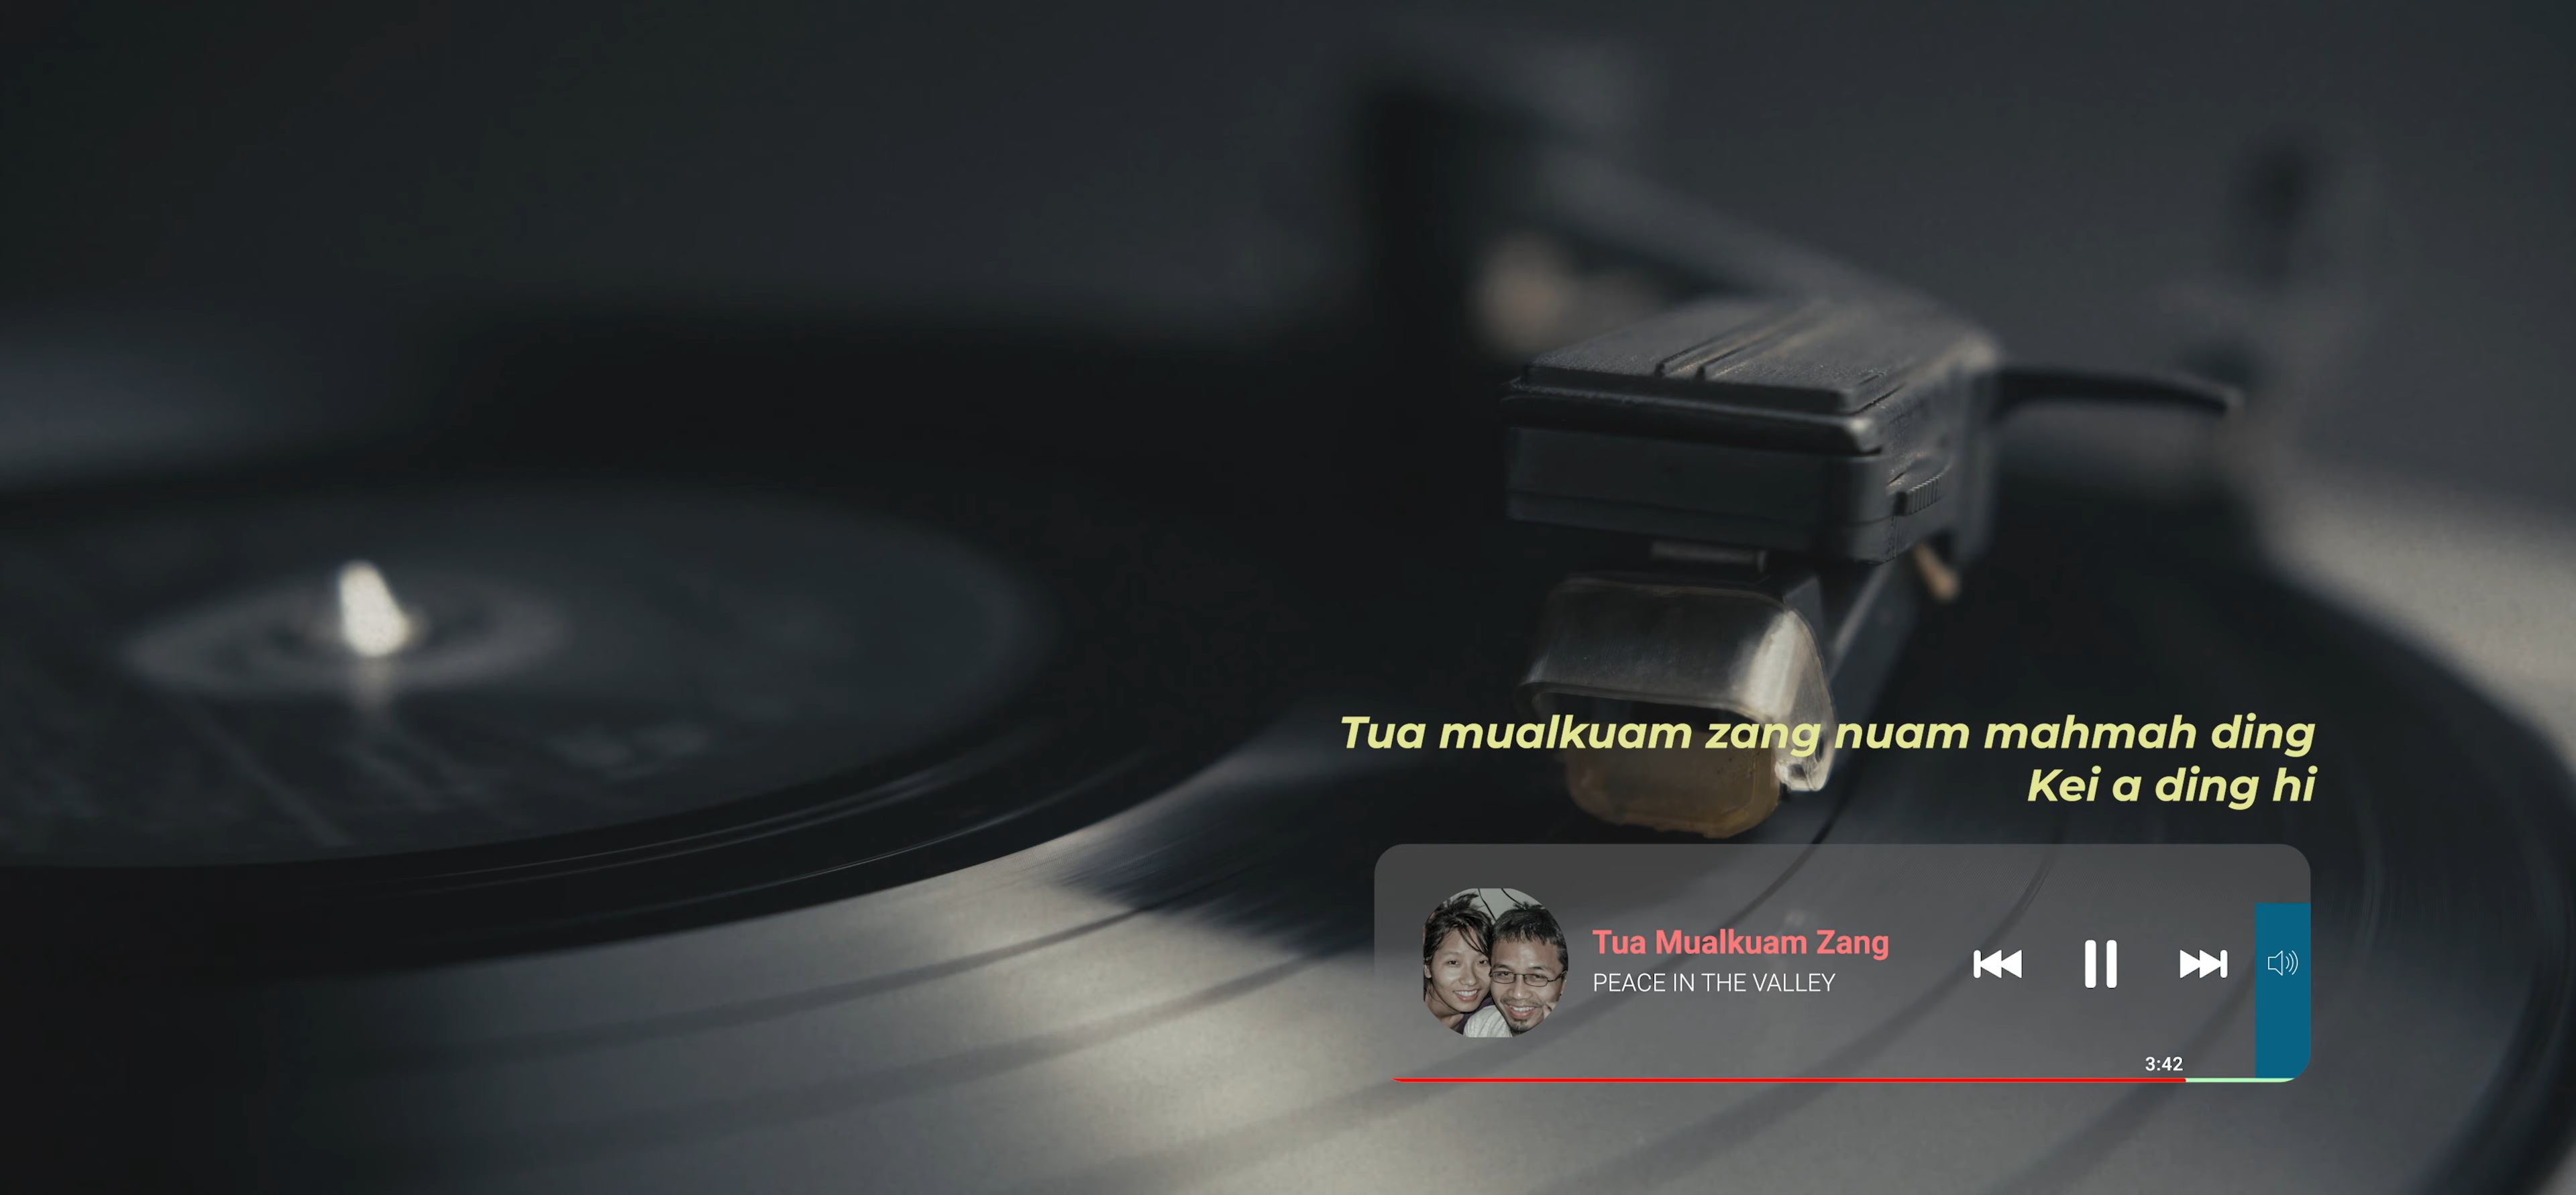 Tua mualkuam zang nuam mahmah ding
Kei a ding hi
Tua Mualkuam Zang
PEACE IN THE VALLEY
3:42